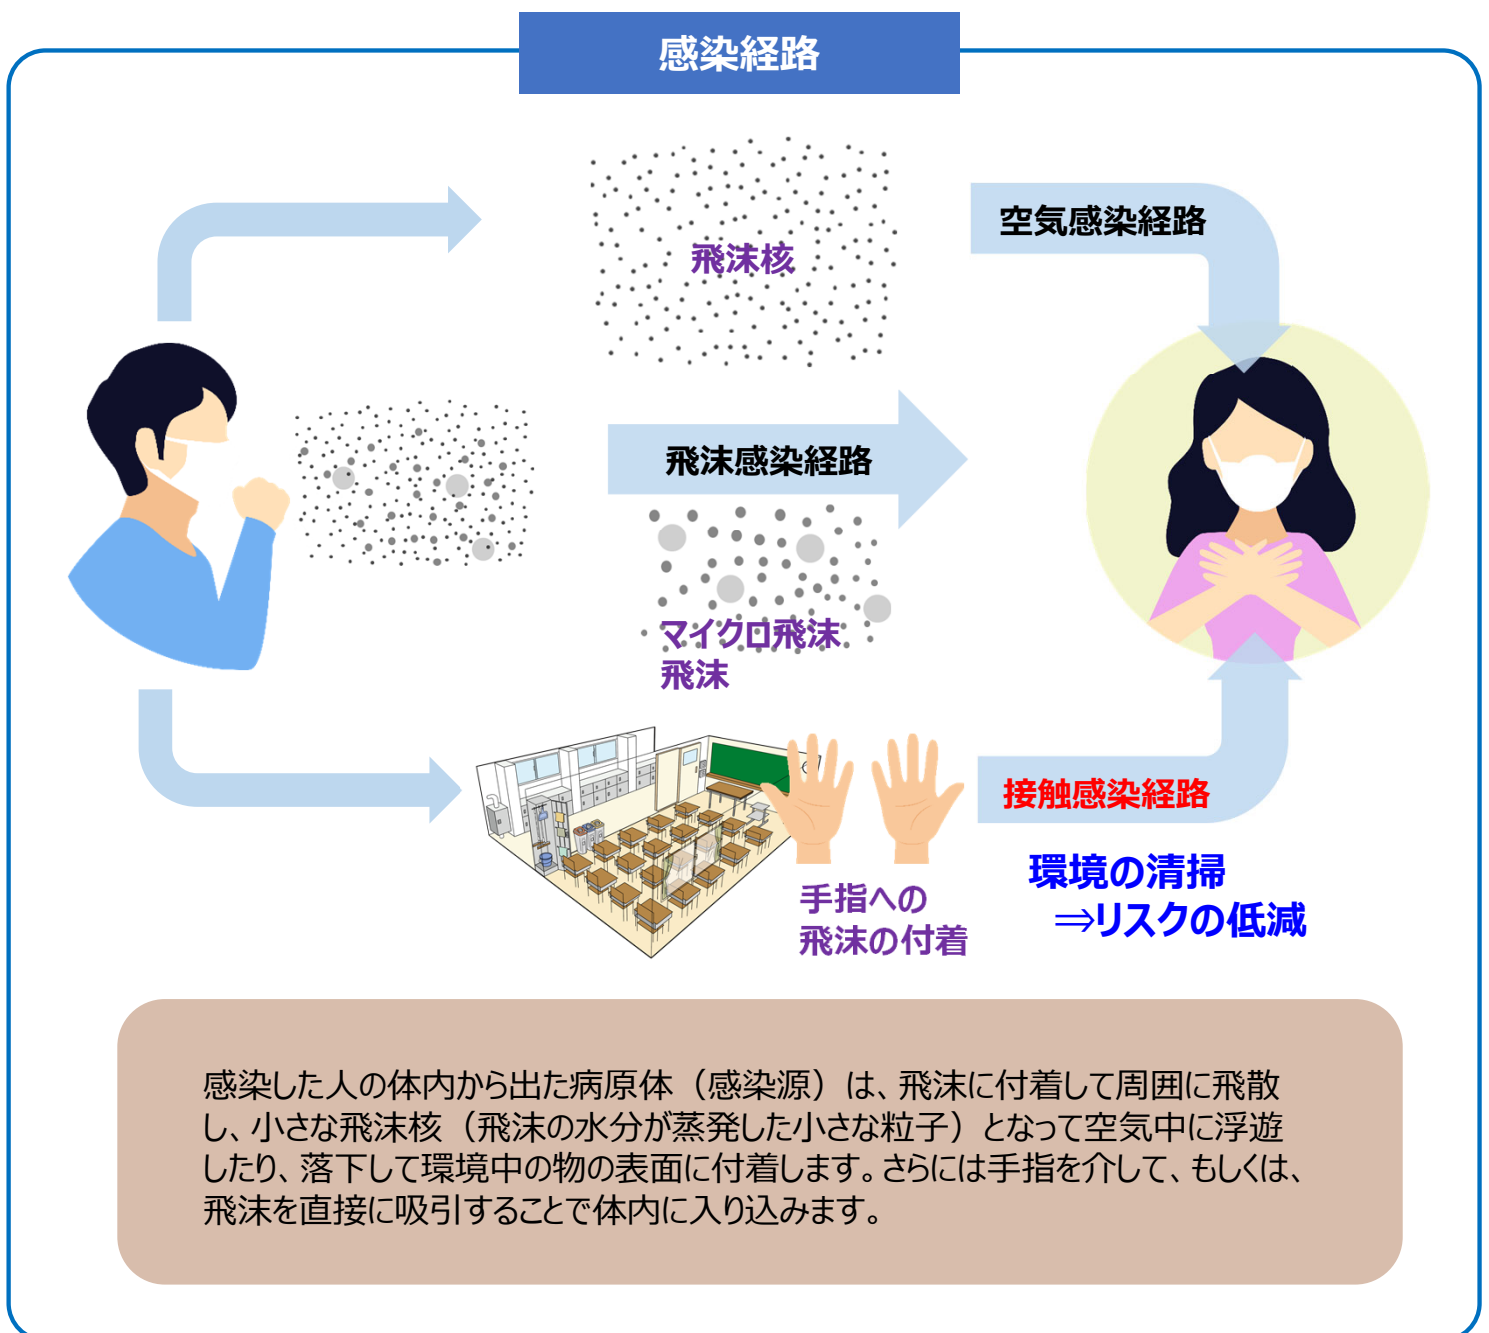 感染経路
飛沫核
空気感染経路
飛沫感染経路
マイクロ飛沫
飛沫
接触感染経路
手指への
飛沫の付着
環境の清掃
⇒リスクの低減
感染した人の体内から出た病原体（感染源）は、飛沫に付着して周囲に飛散
し、小さな飛沫核（飛沫の水分が蒸発した小さな粒子）となって空気中に浮遊
したり、落下して環境中の物の表面に付着します。さらには手指を介して、もしくは、
飛沫を直接に吸引することで体内に入り込みます。